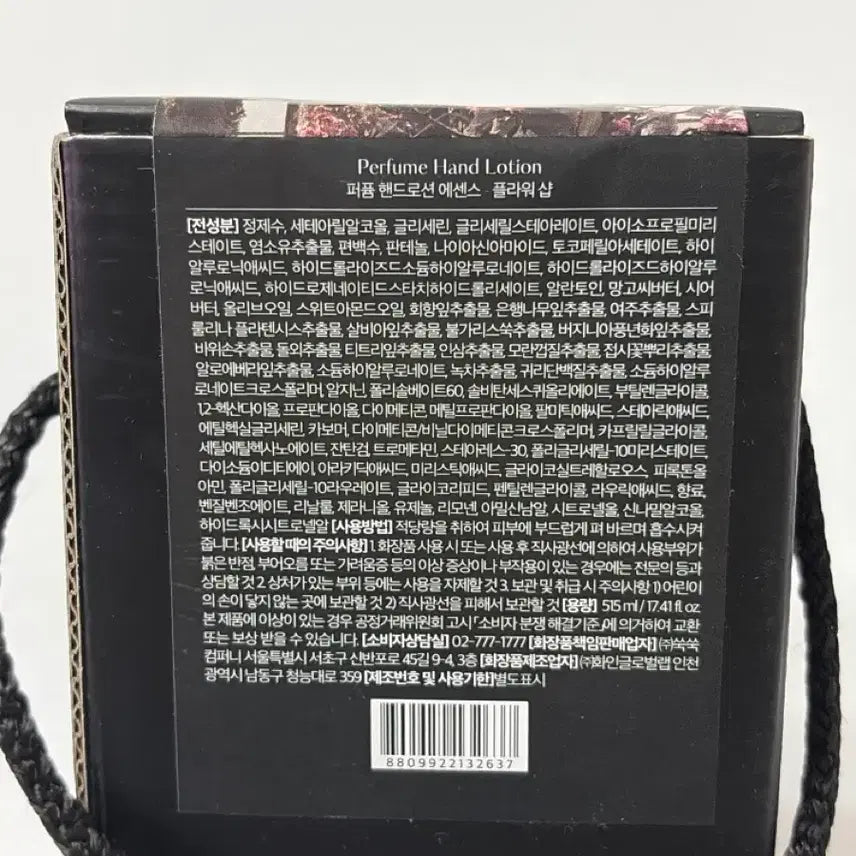 Perfume Hand Lotion
퍼퓸 핸드로션 에센스 - 플라워 샵
[전성분] 정제수, 세테아릴알코올, 글리세린, 글리세릴스테아레이트, 아이소프로필미리
스테이트, 염소유추출물, 편백수, 판테놀, 나이아신아마이드, 토코페릴아세테이트, 하이
알루로닉애씨드, 하이드롤라이즈드소듐하이알루로네이트, 하이드롤라이즈드하이알루
로닉애씨드, 하이드로제네이티드스타치하이드롤리세이트, 알란토인, 망고씨버터, 시어
버터, 올리브오일, 스위트아몬드오일, 회향잎추출물, 은행나무잎추출물, 여주추출물, 스피
룰리나 플라텐시스추출물, 살비아잎추출물, 불가리스쑥추출물, 버지니아풍년화잎추출물,
바위손추출물, 돌외추출물, 티트리잎추출물, 인삼추출물, 모란껍질추출물, 접시꽃뿌리추출물,
알로에베라잎추출물, 소듐하이알루로네이트, 녹차추출물, 귀리단백질추출물, 소듐하이알루
로네이트크로스폴리머, 알지닌, 폴리솔베이트60, 솔비탄세스퀴올리에이트, 부틸렌글라이콜,
1,2-헥산다이올, 프로판다이올, 다이메티콘, 메틸프로판다이올, 팔미틱애씨드, 스테아릭애씨드,
에틸헥실글리세린, 카보머, 다이메티콘/비닐다이메티콘크로스폴리머, 카프릴릴글라이콜,
세틸에틸헥사노에이트, 잔탄검, 트로메타민, 스테아레스-30, 폴리글리세릴-10미리스테이트,
다이소듐이디티에이, 아라키딕애씨드, 미리스틱애씨드, 글라이코실트레할로오스, 피록톤올
아민, 폴리글리세릴-10라우레이트, 글라이코리피드, 펜틸렌글라이콜, 라우릭애씨드, 향료,
벤질벤조에이트, 리날룰, 제라니올, 유제놀, 리모넨, 아밀신남알, 시트로넬올, 신나밀알코올,
하이드록시시트로넬알 [사용방법] 적당량을 취하여 피부에 부드럽게 펴 바르며 흡수시켜
줍니다. [사용할 때의 주의사항] 1. 화장품 사용 시 또는 사용 후 직사광선에 의하여 사용부위가
붉은 반점, 부어오름 또는 가려움증 등의 이상 증상이나 부작용이 있는 경우에는 전문의 등과
상담할 것 2. 상처가 있는 부위 등에는 사용을 자제할 것 3. 보관 및 취급 시 주의사항 1) 어린이
의 손이 닿지 않는 곳에 보관할 것 2) 직사광선을 피해서 보관할 것 [용량] 515 ml / 17.41 fl. oz
본 제품에 이상이 있는 경우 공정거래위원회 고시 '소비자 분쟁 해결기준」에 의거하여 교환
또는 보상 받을 수 있습니다. [소비자상담실] 02-777-1777 [화장품책임판매업자] ㈜쑥쑥
컴퍼니 서울특별시 서초구 신반포로 45길 9-4, 3층 [화장품제조업자] ㈜화인글로벌랩 인천
광역시 남동구 청능대로 359 [제조번호 및 사용기한] 별도표시
8809922132637